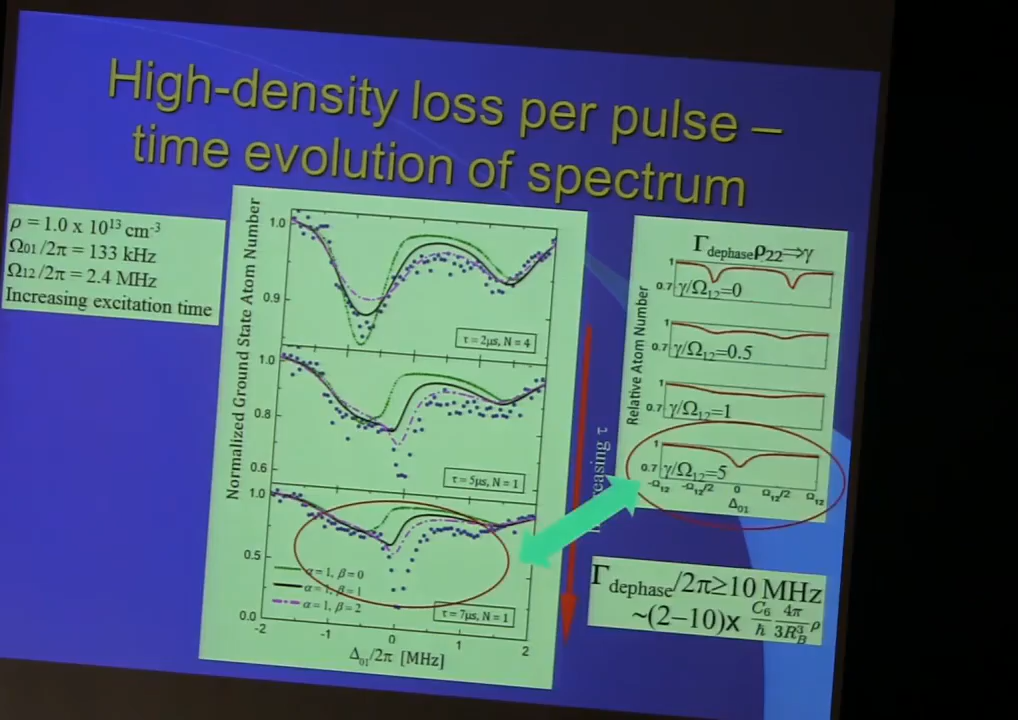 High-density loss per pulse –
time evolution of spectrum
ρ = 1.0 x 10¹³ cm⁻³
Ω₀₁/2π = 133 kHz
Ω₁₂/2π = 2.4 MHz
Increasing excitation time
Normalized Ground State Atom Number
1.0
0.9
τ = 2μs, N = 4
1.0
0.8
0.6
τ = 5μs, N = 1
1.0
0.5
0.0
α = 1, β = 0
α = 1, β = 1
α = 1, β = 2
τ = 7μs, N = 1
-2 -1 0 1 2
Δ₀₁/2π [MHz]
τ
Γdephase ρ₂₂⇒γ
Relative Atom Number
1
0.7
γ/Ω₁₂=0
1
0.7
γ/Ω₁₂=0.5
1
0.7
γ/Ω₁₂=1
1
0.7
γ/Ω₁₂=5
-Ω₁₂ -Ω₁₂/2 0 Ω₁₂/2 Ω₁₂
Δ₀₁
Γdephase/2π≥10 MHz
~(2–10)x C₆/ħ 4π/3R_B³ ρ